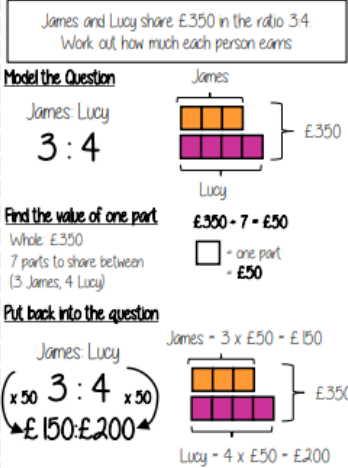 James and Lucy share £350 in the ratio 3:4.
Work out how much each person earns
Model the Question
James
James: Lucy
3 : 4
£350
Lucy
Find the value of one part
£350 ÷ 7 = £50
Whole: £350
7 parts to share between
(3 James, 4 Lucy)
= one part
= £50
Put back into the question
James = 3 x £50 = £150
James: Lucy
x 50 3 : 4 x 50
£150:£200
£350
Lucy = 4 x £50 = £200